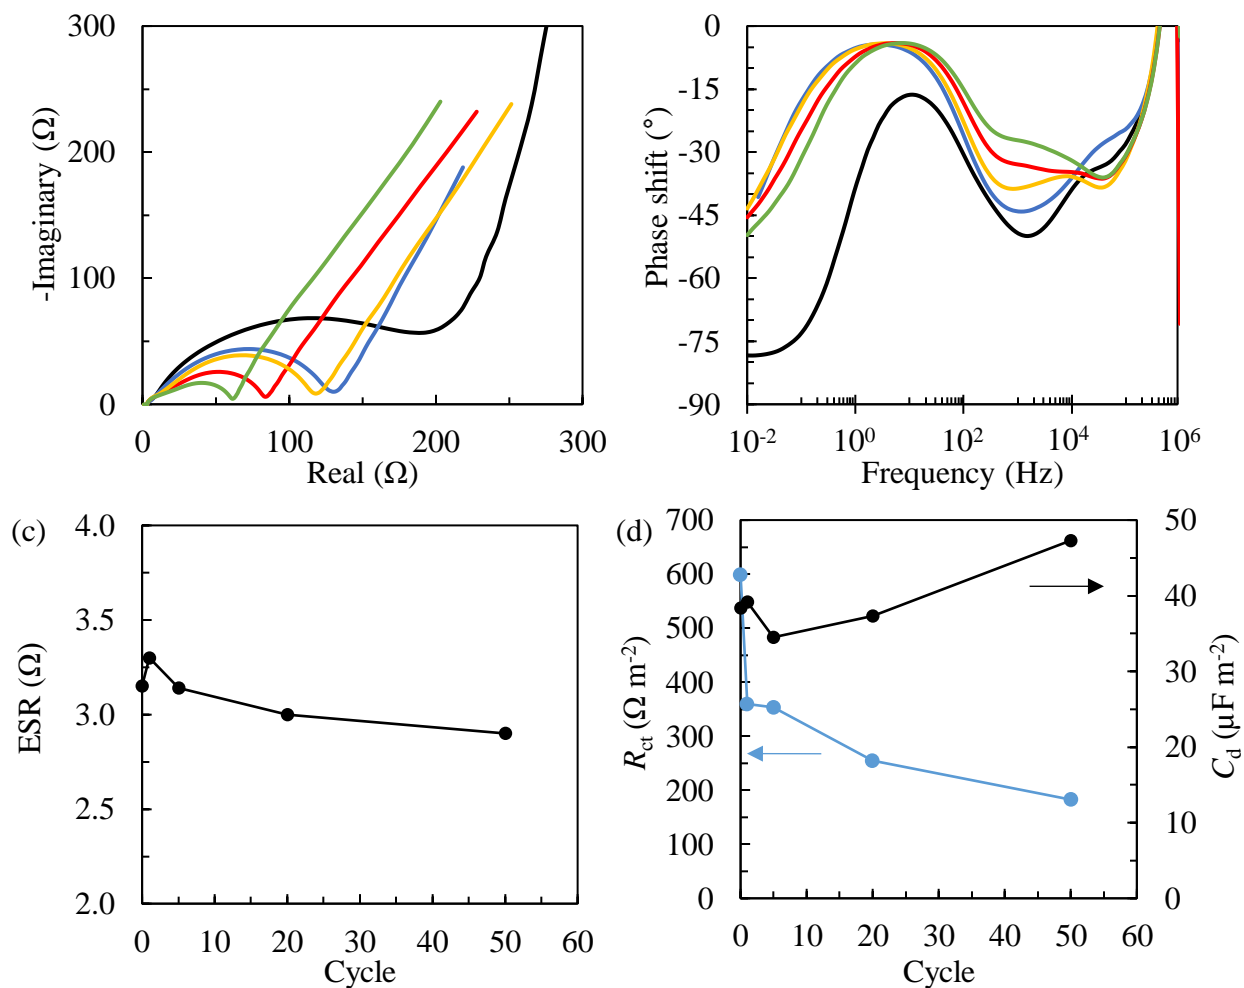 300
200
100
0
-Imaginary (Ω)
0 100 200 300
Real (Ω)
0
-15
-30
-45
-60
-75
-90
Phase shift (°)
10⁻² 10⁰ 10² 10⁴ 10⁶
Frequency (Hz)
(c)
4.0
3.5
3.0
2.5
2.0
ESR (Ω)
0 10 20 30 40 50 60
Cycle
(d)
700
600
500
400
300
200
100
0
R_ct (Ω m⁻²)
50
40
30
20
10
0
C_d (µF m⁻²)
0 10 20 30 40 50 60
Cycle